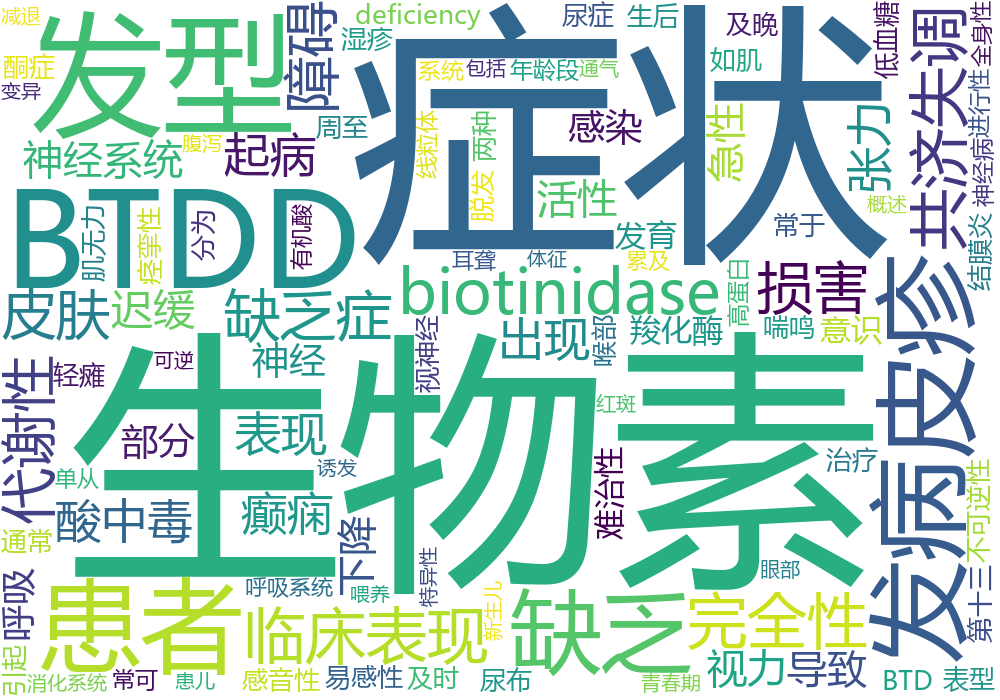 减退
发型
障碍
deficiency
湿疹
尿症
生后
及晚
低血糖
全身性
酮症
变异
腹泻
症状
系统
包括
年龄段
通气
如肌
共济失调
神经病
进行性
神经系统
周至
起病
线粒体
两种
脱发
感染
活性
急性
张力
概述
BTDD
肌无力
痉挛性
分为
有机酸
耳聋
体征
发育
累及
常于
结膜炎
皮肤
迟缓
缺乏症
biotinidase
高蛋白
损害
皮疹
代谢性
轻瘫
可逆
神经
视神经
出现
喉部
羧化酶
喘鸣
意识
生物素
部分
表现
红斑
单从
诱发
难治性
治疗
发病
不可逆性
通常
酸中毒
癫痫
下降
特异性
眼部
呼吸
呼吸系统
喂养
新生儿
第十三
患者
临床表现
缺乏
完全性
引起
消化系统
常可
患儿
感音性
易感性
及时
尿布
青春期
视力
导致
BTD
表型